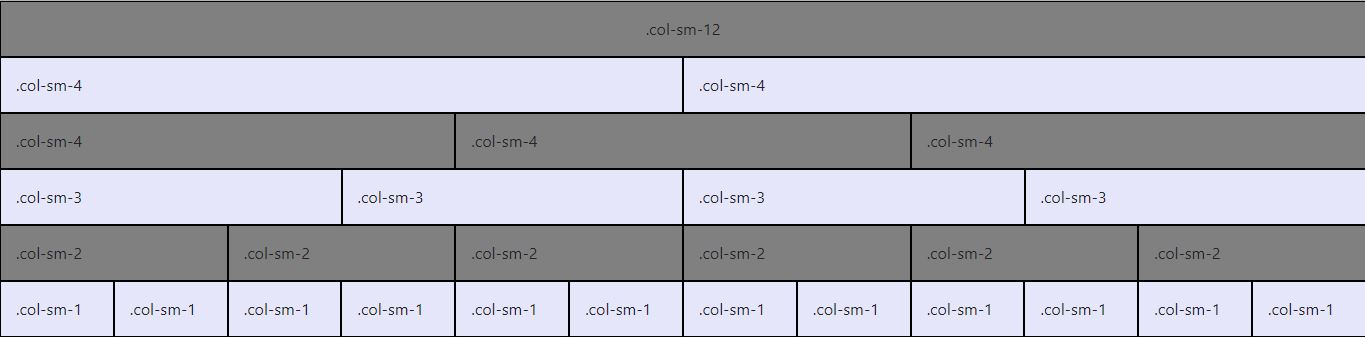 .col-sm-12
.col-sm-4 .col-sm-4
.col-sm-4 .col-sm-4 .col-sm-4
.col-sm-3 .col-sm-3 .col-sm-3 .col-sm-3
.col-sm-2 .col-sm-2 .col-sm-2 .col-sm-2 .col-sm-2 .col-sm-2
.col-sm-1 .col-sm-1 .col-sm-1 .col-sm-1 .col-sm-1 .col-sm-1 .col-sm-1 .col-sm-1 .col-sm-1 .col-sm-1 .col-sm-1 .col-sm-1